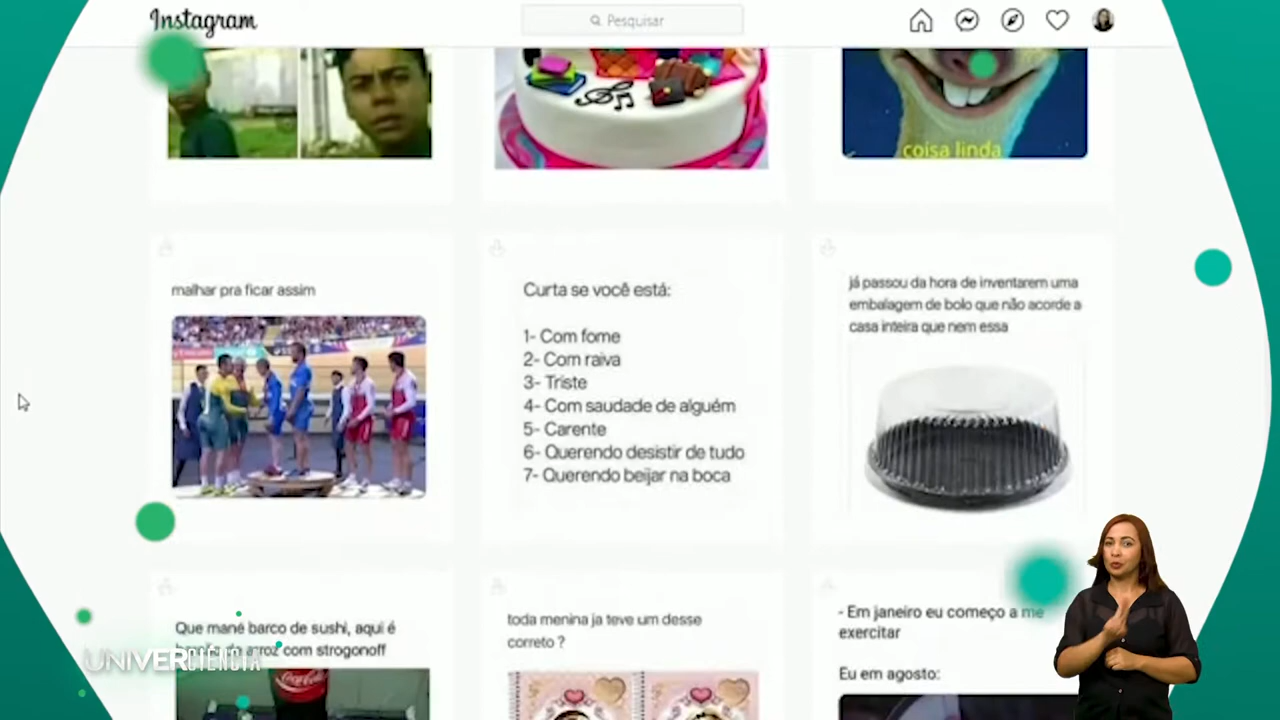 Instagram
Pesquisar
coisa linda
malhar pra ficar assim
Curta se você está:
1- Com fome
2- Com raiva
3- Triste
4- Com saudade de alguém
5- Carente
6- Querendo desistir de tudo
7- Querendo beijar na boca
já passou da hora de inventarem uma
embalagem de bolo que não acorde a
casa inteira que nem essa
Que mané barco de sushi, aqui é
arroz com strogonoff
Coca-Cola
toda menina ja teve um desse
correto ?
- Em janeiro eu começo a me
exercitar
Eu em agosto:
UNIVERCIÊNCIA